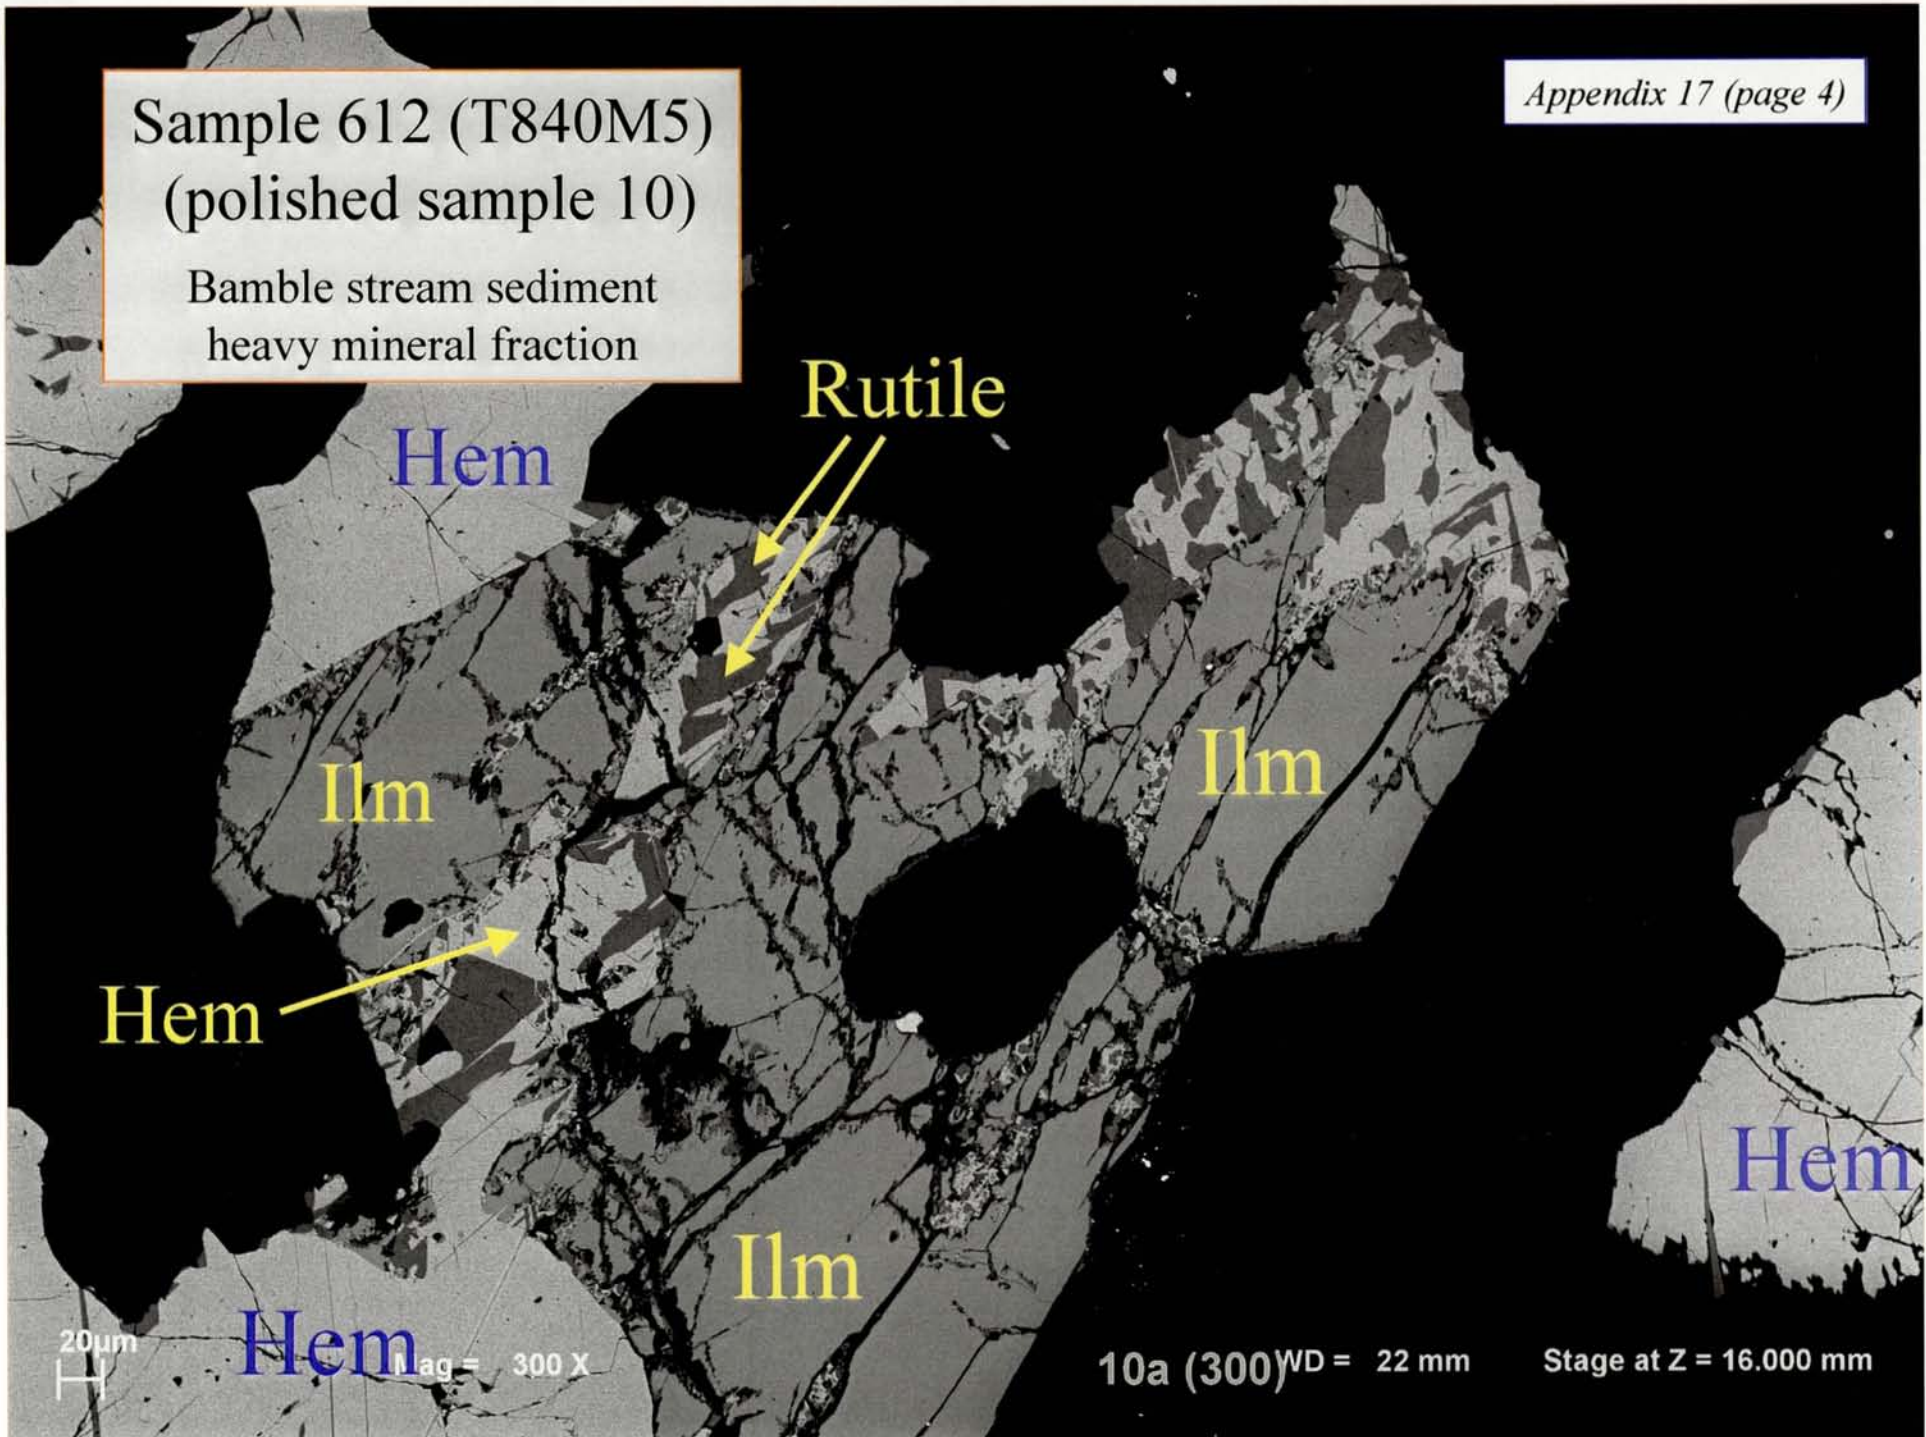 Sample 612 (T840M5)
(polished sample 10)
Bamble stream sediment
heavy mineral fraction
Appendix 17 (page 4)
Rutile
Hem
Ilm
Ilm
Hem
Hem
Ilm
Hem
20µm
Mag = 300 X
10a (300)
WD = 22 mm
Stage at Z = 16.000 mm